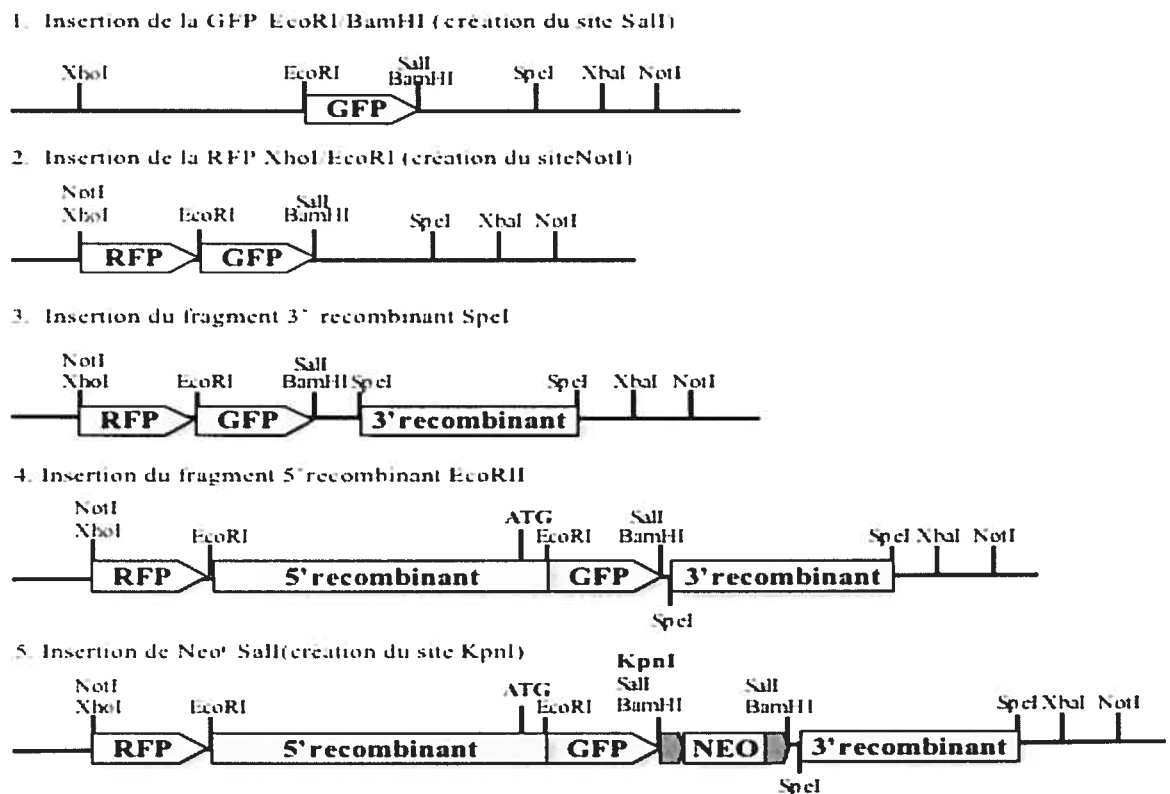 1. Insertion de la GFP EcoRI/BamHI (création du site SalI)
SalI
XhoI EcoRI BamHI SpeI XbaI NotI
GFP
2. Insertion de la RFP XhoI/EcoRI (création du siteNotI)
NotI SalI
XhoI EcoRI BamHI SpeI XbaI NotI
RFP GFP
3. Insertion du fragment 3' recombinant SpeI
NotI SalI
XhoI EcoRI BamHI SpeI SpeI XbaI NotI
RFP GFP 3' recombinant
4. Insertion du fragment 5' recombinant EcoRII
NotI ATG SalI
XhoI EcoRI EcoRI BamHI SpeI XbaI NotI
RFP 5' recombinant GFP 3' recombinant
SpeI
5. Insertion de Neoʳ SalI(création du site KpnI)
KpnI
NotI ATG SalI SalI
XhoI EcoRI EcoRI BamHI BamHI SpeI XbaI NotI
RFP 5' recombinant GFP NEO 3' recombinant
SpeI